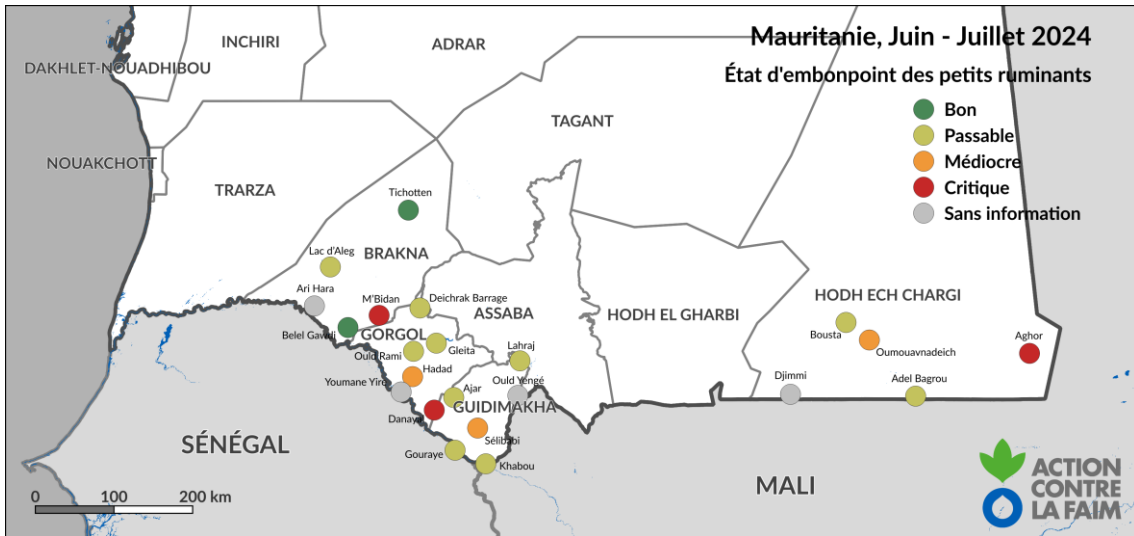 Mauritanie, Juin - Juillet 2024
État d'embonpoint des petits ruminants
Bon
Passable
Médiocre
Critique
Sans information
INCHIRI
ADRAR
DAKHLET-NOUADHIBOU
TAGANT
NOUAKCHOTT
TRARZA
Tichotten
Lac d'Aleg
BRAKNA
Ari Hara
M'Bidan
Deichrak Barrage
HODH ECH CHARGI
ASSABA
HODH EL GHARBI
Belel Gawdi
GORGOL
Bousta
Aghor
Ould Rami
Gleita
Lahraj
Oumouavnadeich
Hadad
Youmane Yiré
Ajar
Ould Yengé
Djimmi
Adel Bagrou
GUIDIMAKHA
Danaya
Sélibabi
SÉNÉGAL
Gouraye
Khabou
MALI
0 100 200 km
ACTION
CONTRE
LA FAIM